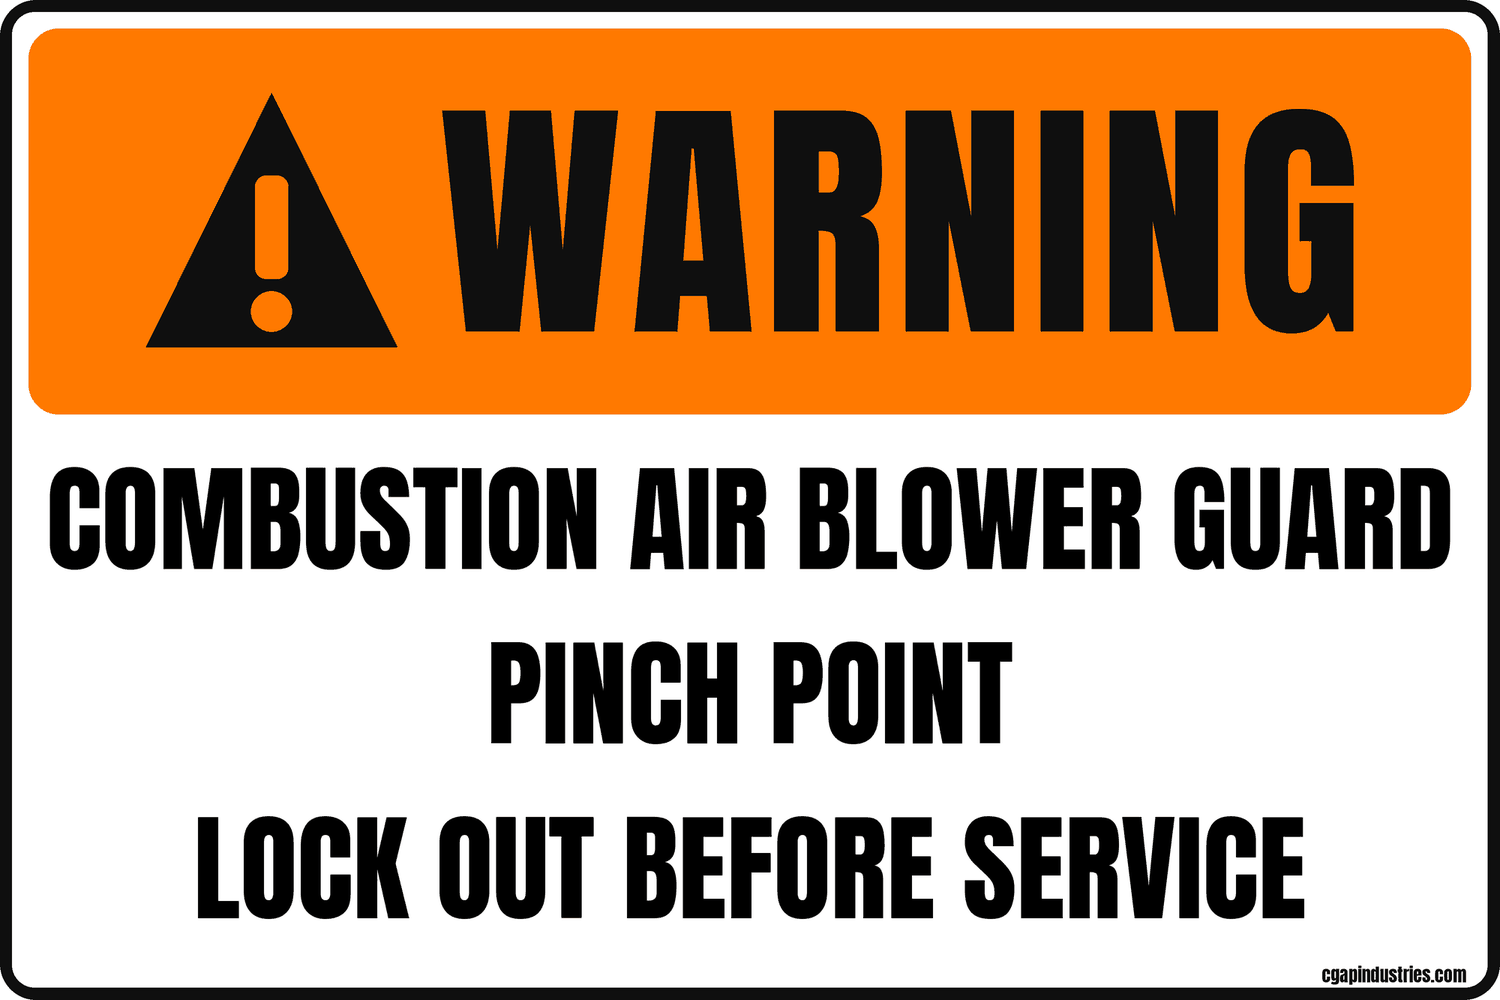 WARNING
COMBUSTION AIR BLOWER GUARD
PINCH POINT
LOCK OUT BEFORE SERVICE
cgapindustries.com